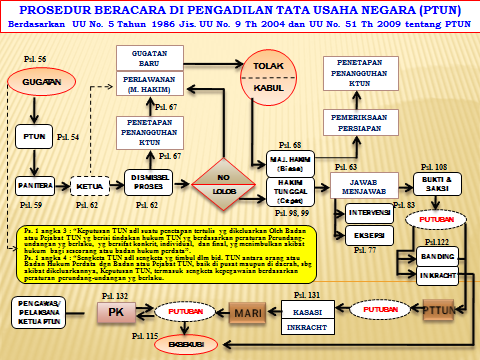 PROSEDUR BERACARA DI PENGADILAN TATA USAHA NEGARA (PTUN)
Berdasarkan UU No. 5 Tahun 1986 Jis. UU No. 9 Th 2004 dan UU No. 51 Th 2009 tentang PTUN
Psl. 56
GUGATAN
PTUN
Psl. 54
PANITERA
Psl. 59
KETUA
Psl. 62
DISMISSEL
PROSES
Psl. 62
GUGATAN
BARU
PERLAWANAN
(M. HAKIM)
Psl. 67
PENETAPAN
PENANGGUHAN
KTUN
Psl. 67
TOLAK
KABUL
NO
LOLOS
PENETAPAN
PENANGGUHAN
KTUN
PEMERIKSAAN
PERSIAPAN
Psl. 68
MAJ. HAKIM
(Biasa)
HAKIM
TUNGGAL
(Cepat)
Psl. 98, 99
Psl. 63
JAWAB
MENJAWAB
INTERVENSI
Psl. 83
EKSEPSI
Psl. 77
Psl. 108
BUKTI &
SAKSI
PUTUSAN
Psl.122
BANDING
INKRACHT
Ps. 1 angka 3 : "Keputusan TUN adl suatu penetapan tertulis yg dikeluarkan Oleh Badan
atau Pejabat TUN yg berisi tindakan hukum TUN yg berdasarkan peraturan Perundang-
undangan yg berlaku, yg bersifat konkrit, individual, dan final, yg menimbulkan akibat
hukum bagi seseorang atau badan hukum perdata".
Ps. 1 angka 4 : "Sengketa TUN adl sengketa yg timbul dlm bid. TUN antara orang atau
Badan Hukum Perdata dgn Badan atau Pejabat TUN, baik di pusat maupun di daerah, sbg
akibat dikeluarkannya, Keputusan TUN, termasuk sengketa kepegawaian berdasarkan
peraturan perundang-undangan yg berlaku.
PENGAWAS/
PELAKSANA
KETUA PTUN
Psl. 132
PK
PUTUSAN
MARI
Psl. 131
KASASI
INKRACHT
PUTUSAN
PTTUN
Psl. 115
EKSEKUSI